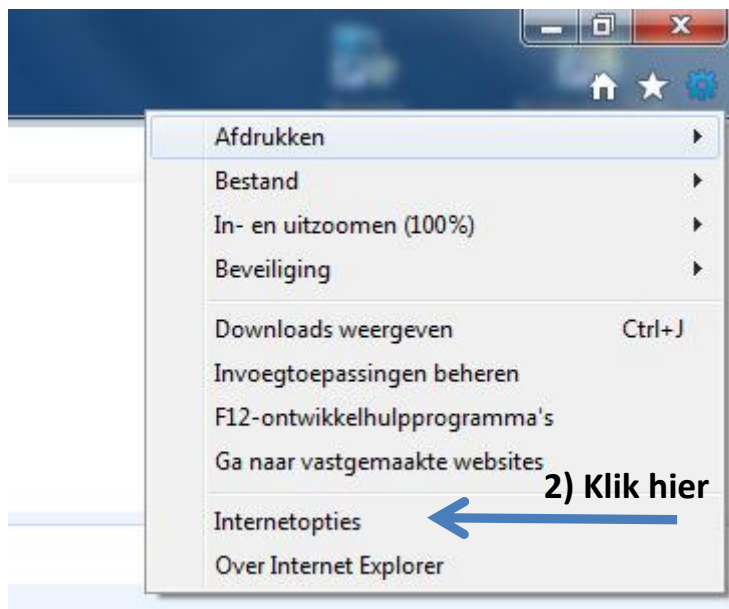 Afdrukken
Bestand
In- en uitzoomen (100%)
Beveiliging
Downloads weergeven Ctrl+J
Invoegtoepassingen beheren
F12-ontwikkelhulpprogramma's
Ga naar vastgemaakte websites
2) Klik hier
Internetopties
Over Internet Explorer